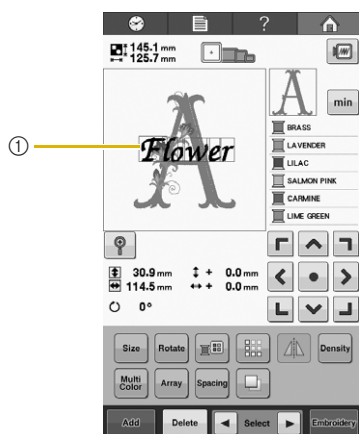 ?
145.1 mm
125.7 mm
A
min
①
A
Flower
BRASS
LAVENDER
LILAC
SALMON PINK
CARMINE
LIME GREEN
30.9 mm + 0.0 mm
114.5 mm + 0.0 mm
0°
Size Rotate Density
Multi Color Array Spacing
Add Delete Select Embroidery